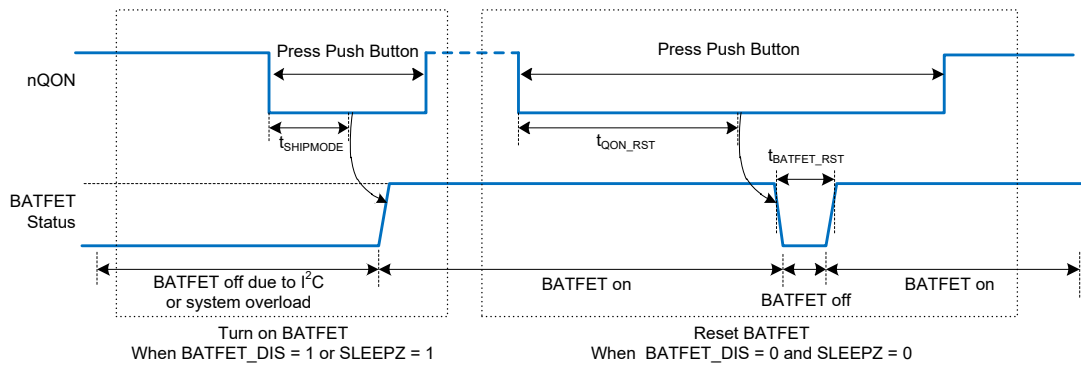 Press Push Button
Press Push Button
nQON
tSHIPMODE
tQON_RST
tBATFET_RST
BATFET
Status
BATFET off due to I²C
or system overload
BATFET on
BATFET off
BATFET on
Turn on BATFET
When BATFET_DIS = 1 or SLEEPZ = 1
Reset BATFET
When BATFET_DIS = 0 and SLEEPZ = 0